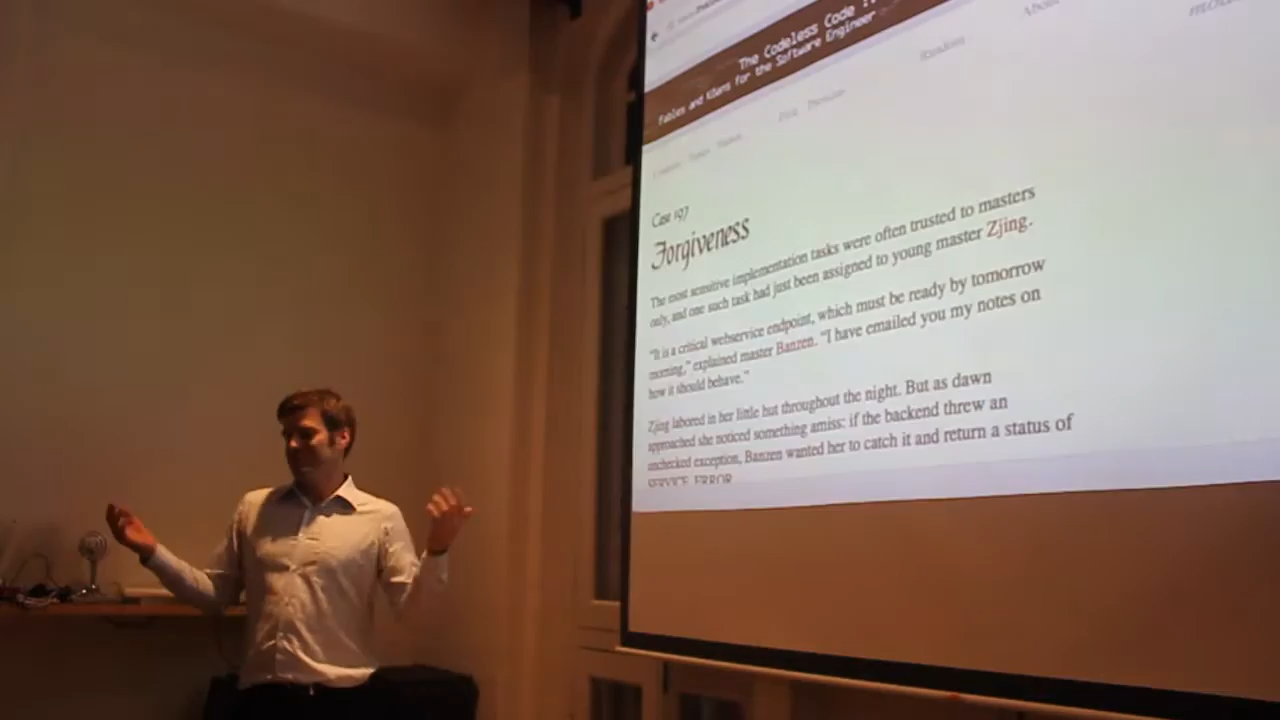 The Codeless Code
Fables and Kōans for the Software Engineer
Random
About
Case 197
Forgiveness
The most sensitive implementation tasks were often trusted to masters
only, and one such task had just been assigned to young master Zjing.
“It is a critical webservice endpoint, which must be ready by tomorrow
morning,” explained master Banzen. “I have emailed you my notes on
how it should behave.”
Zjing labored in her little hut throughout the night. But as dawn
approached she noticed something amiss: if the backend threw an
unchecked exception, Banzen wanted her to catch it and return a status of
SERVICE_ERROR